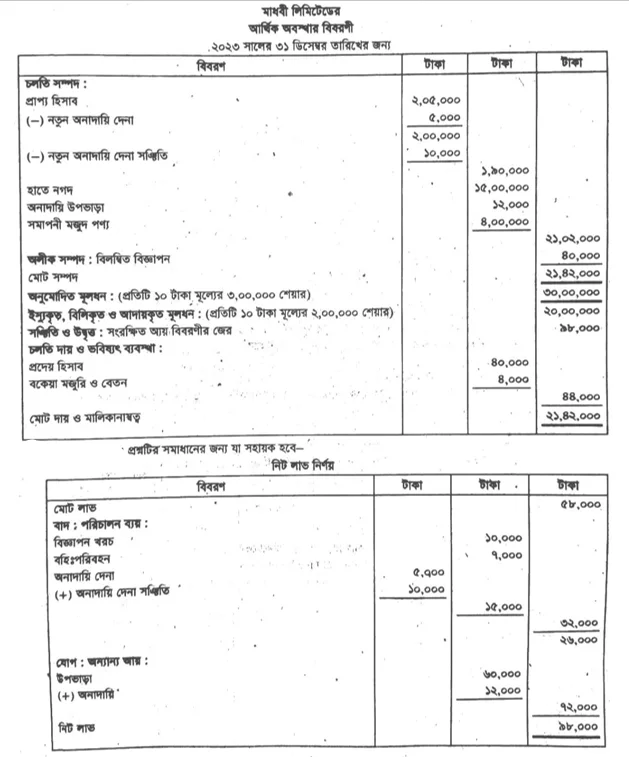 মাধবী লিমিটেডের
আর্থিক অবস্থার বিবরণী
২০২৩ সালের ৩১ ডিসেম্বর তারিখের জন্য
বিবরণ টাকা টাকা টাকা
চলতি সম্পদ :
প্রাপ্য হিসাব ২,০৫,০০০
(−) নতুন অনাদায়ি দেনা ৫,০০০
২,০০,০০০
(−) নতুন অনাদায়ি দেনা সঞ্চিতি ১০,০০০
১,৯০,০০০
হাতে নগদ ১৫,০০,০০০
অনাদায়ি উপভাড়া ১২,০০০
সমাপনী মজুদ পণ্য ৪,০০,০০০
২১,০২,০০০
অলীক সম্পদ : বিলম্বিত বিজ্ঞাপন ৪০,০০০
মোট সম্পদ ২১,৪২,০০০
অনুমোদিত মূলধন : (প্রতিটি ১০ টাকা মূল্যের ৩,০০,০০০ শেয়ার) ৩০,০০,০০০
ইস্যুকৃত, বিলিকৃত ও আদায়কৃত মূলধন : (প্রতিটি ১০ টাকা মূল্যের ২,০০,০০০ শেয়ার) ২০,০০,০০০
সঞ্চিতি ও উদ্বৃত্ত : সংরক্ষিত আয় বিবরণীর জের ৯৮,০০০
চলতি দায় ও ভবিষ্যৎ ব্যবস্থা :
প্রদেয় হিসাব ৪০,০০০
বকেয়া মজুরি ও বেতন ৪,০০০
৪৪,০০০
মোট দায় ও মালিকানাস্বত্ব ২১,৪২,০০০
প্রশ্নটির সমাধানের জন্য যা সহায়ক হবে–
নিট লাভ নির্ণয়
বিবরণ টাকা টাকা টাকা
মোট লাভ ৫৮,০০০
বাদ : পরিচালন ব্যয় :
বিজ্ঞাপন খরচ ১০,০০০
বহিঃপরিবহন ৭,০০০
অনাদায়ি দেনা ৫,০০০
(+) অনাদায়ি দেনা সঞ্চিতি ১০,০০০
১৫,০০০
৩২,০০০
২৬,০০০
যোগ : অন্যান্য আয় :
উপভাড়া ৬০,০০০
(+) অনাদায়ি ১২,০০০
৭২,০০০
নিট লাভ ৯৮,০০০